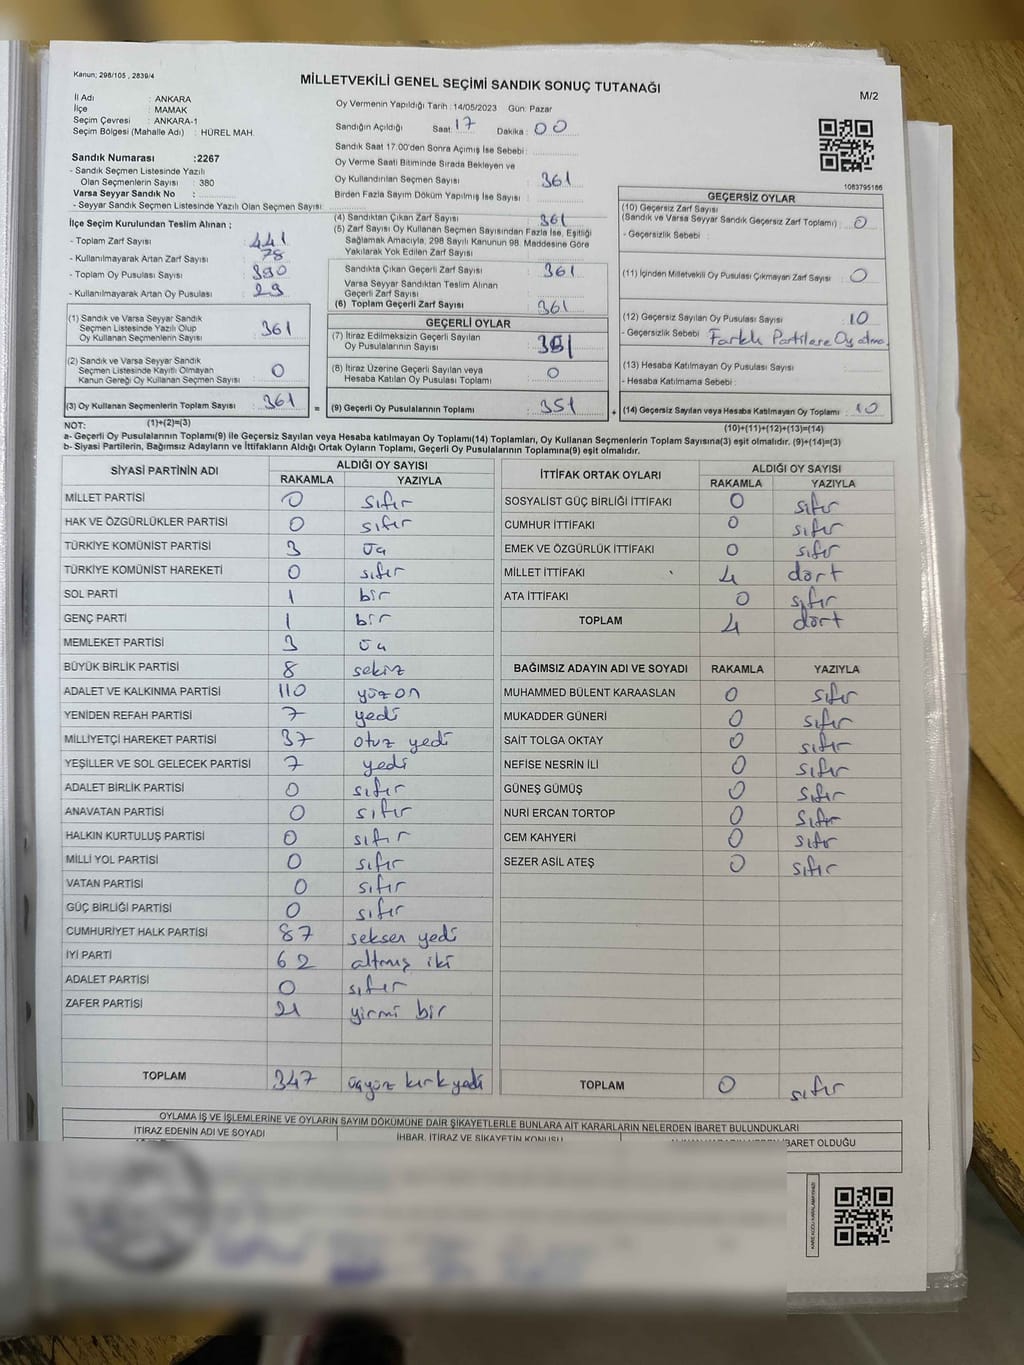 Kanun; 298/105 , 2839/4
MİLLETVEKİLİ GENEL SEÇİMİ SANDIK SONUÇ TUTANAĞI
M/2
İl Adı : ANKARA
İlçe : MAMAK
Seçim Çevresi : ANKARA-1
Seçim Bölgesi (Mahalle Adı) : HÜREL MAH.
Sandık Numarası :2267
- Sandık Seçmen Listesinde Yazılı
Olan Seçmenlerin Sayısı : 380
Varsa Seyyar Sandık No :
- Seyyar Sandık Seçmen Listesinde Yazılı Olan Seçmen Sayısı:
Oy Vermenin Yapıldığı Tarih :14/05/2023 Gün: Pazar
Sandığın Açıldığı Saat: 17 Dakika : 00
Sandık Saat 17:00'den Sonra Açımış İse Sebebi :
Oy Verme Saati Bitiminde Sırada Bekleyen ve
Oy Kullandırılan Seçmen Sayısı : 361
Birden Fazla Sayım Döküm Yapılmış İse Sayısı :
1083795166
İlçe Seçim Kurulundan Teslim Alınan ;
- Toplam Zarf Sayısı : 441
- Kullanılmayarak Artan Zarf Sayısı : 78
- Toplam Oy Pusulası Sayısı : 390
- Kullanılmayarak Artan Oy Pusulası : 29
(1) Sandık ve Varsa Seyyar Sandık
Seçmen Listesinde Yazılı Olup
Oy Kullanan Seçmenlerin Sayısı : 361
(2) Sandık ve Varsa Seyyar Sandık
Seçmen Listesinde Kayıtlı Olmayan
Kanun Gereği Oy Kullanan Seçmen Sayısı : 0
(3) Oy Kullanan Seçmenlerin Toplam Sayısı : 361
(1)+(2)=(3)
(4) Sandıktan Çıkan Zarf Sayısı : 361
(5) Zarf Sayısı Oy Kullanan Seçmen Sayısından Fazla İse, Eşitliği
Sağlamak Amacıyla, 298 Sayılı Kanunun 98. Maddesine Göre
Yakılarak Yok Edilen Zarf Sayısı :
Sandıkta Çıkan Geçerli Zarf Sayısı : 361
Varsa Seyyar Sandıktan Teslim Alınan
Geçerli Zarf Sayısı :
(6) Toplam Geçerli Zarf Sayısı : 361
GEÇERLİ OYLAR
(7) İtiraz Edilmeksizin Geçerli Sayılan
Oy Pusulalarının Sayısı : 351
(8) İtiraz Üzerine Geçerli Sayılan veya
Hesaba Katılan Oy Pusulası Toplamı : 0
= (9) Geçerli Oy Pusulalarının Toplamı : 351
GEÇERSİZ OYLAR
(10) Geçersiz Zarf Sayısı
(Sandık ve Varsa Seyyar Sandık Geçersiz Zarf Toplamı) : 0
- Geçersizlik Sebebi :
(11) İçinden Milletvekili Oy Pusulası Çıkmayan Zarf Sayısı : 0
(12) Geçersiz Sayılan Oy Pusulası Sayısı : 10
- Geçersizlik Sebebi : Farklı Partilere Oy atma
(13) Hesaba Katılmayan Oy Pusulası Sayısı :
- Hesaba Katılmama Sebebi :
+ (14) Geçersiz Sayılan veya Hesaba Katılmayan Oy Toplamı : 10
(10)+(11)+(12)+(13)=(14)
NOT:
a- Geçerli Oy Pusulalarının Toplamı(9) ile Geçersiz Sayılan veya Hesaba katılmayan Oy Toplamı(14) Toplamları, Oy Kullanan Seçmenlerin Toplam Sayısına(3) eşit olmalıdır. (9)+(14)=(3)
b- Siyasi Partilerin, Bağımsız Adayların ve İttifakların Aldığı Ortak Oyların Toplamı, Geçerli Oy Pusulalarının Toplamına(9) eşit olmalıdır.
SİYASİ PARTİNİN ADI ALDIĞI OY SAYISI
RAKAMLA YAZIYLA
MİLLET PARTİSİ 0 sıfır
HAK VE ÖZGÜRLÜKLER PARTİSİ 0 sıfır
TÜRKİYE KOMÜNİST PARTİSİ 3 üç
TÜRKİYE KOMÜNİST HAREKETİ 0 sıfır
SOL PARTİ 1 bir
GENÇ PARTİ 1 bir
MEMLEKET PARTİSİ 3 üç
BÜYÜK BİRLİK PARTİSİ 8 sekiz
ADALET VE KALKINMA PARTİSİ 110 yüzon
YENİDEN REFAH PARTİSİ 7 yedi
MİLLİYETÇİ HAREKET PARTİSİ 37 otuz yedi
YEŞİLLER VE SOL GELECEK PARTİSİ 7 yedi
ADALET BİRLİK PARTİSİ 0 sıfır
ANAVATAN PARTİSİ 0 sıfır
HALKIN KURTULUŞ PARTİSİ 0 sıfır
MİLLİ YOL PARTİSİ 0 sıfır
VATAN PARTİSİ 0 sıfır
GÜÇ BİRLİĞİ PARTİSİ 0 sıfır
CUMHURİYET HALK PARTİSİ 87 seksen yedi
İYİ PARTİ 62 altmış iki
ADALET PARTİSİ 0 sıfır
ZAFER PARTİSİ 21 yirmi bir
TOPLAM 347 üçyüz kırk yedi
İTTİFAK ORTAK OYLARI ALDIĞI OY SAYISI
RAKAMLA YAZIYLA
SOSYALİST GÜÇ BİRLİĞİ İTTİFAKI 0 sıfır
CUMHUR İTTİFAKI 0 sıfır
EMEK VE ÖZGÜRLÜK İTTİFAKI 0 sıfır
MİLLET İTTİFAKI 4 dört
ATA İTTİFAKI 0 sıfır
TOPLAM 4 dört
BAĞIMSIZ ADAYIN ADI VE SOYADI RAKAMLA YAZIYLA
MUHAMMED BÜLENT KARAASLAN 0 sıfır
MUKADDER GÜNERİ 0 sıfır
SAİT TOLGA OKTAY 0 sıfır
NEFİSE NESRİN İLİ 0 sıfır
GÜNEŞ GÜMÜŞ 0 sıfır
NURİ ERCAN TORTOP 0 sıfır
CEM KAHYERİ 0 sıfır
SEZER ASİL ATEŞ 0 sıfır
TOPLAM 0 sıfır
OYLAMA İŞ VE İŞLEMLERİNE VE OYLARIN SAYIM DÖKÜMÜNE DAİR ŞİKAYETLERLE BUNLARA AİT KARARLARIN NELERDEN İBARET BULUNDUKLARI
İTİRAZ EDENİN ADI VE SOYADI İHBAR, İTİRAZ VE ŞİKAYETİN KONUSU İBARET OLDUĞU